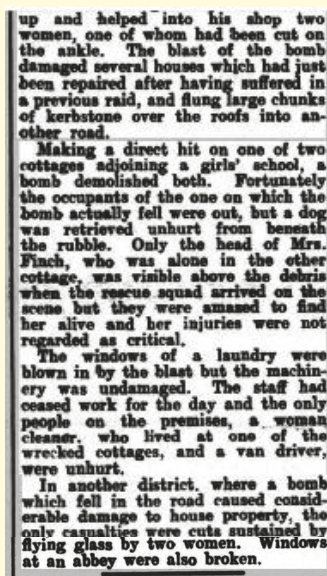 up and helped into his shop two
women, one of whom had been cut on
the ankle. The blast of the bomb
damaged several houses which had just
been repaired after having suffered in
a previous raid, and flung large chunks
of kerbstone over the roofs into an-
other road.
Making a direct hit on one of two
cottages adjoining a girls' school, a
bomb demolished both. Fortunately
the occupants of the one on which the
bomb actually fell were out, but a dog
was retrieved unhurt from beneath
the rubble. Only the head of Mrs.
Finch, who was alone in the other
cottage, was visible above the debris
when the rescue squad arrived on the
scene but they were amazed to find
her alive and her injuries were not
regarded as critical.
The windows of a laundry were
blown in by the blast but the machin-
ery was undamaged. The staff had
ceased work for the day and the only
people on the premises, a woman
cleaner, who lived at one of the
wrecked cottages, and a van driver,
were unhurt.
In another district, where a bomb
which fell in the road caused consid-
erable damage to house property, the
only casualties were cuts sustained by
flying glass by two women. Windows
at an abbey were also broken.